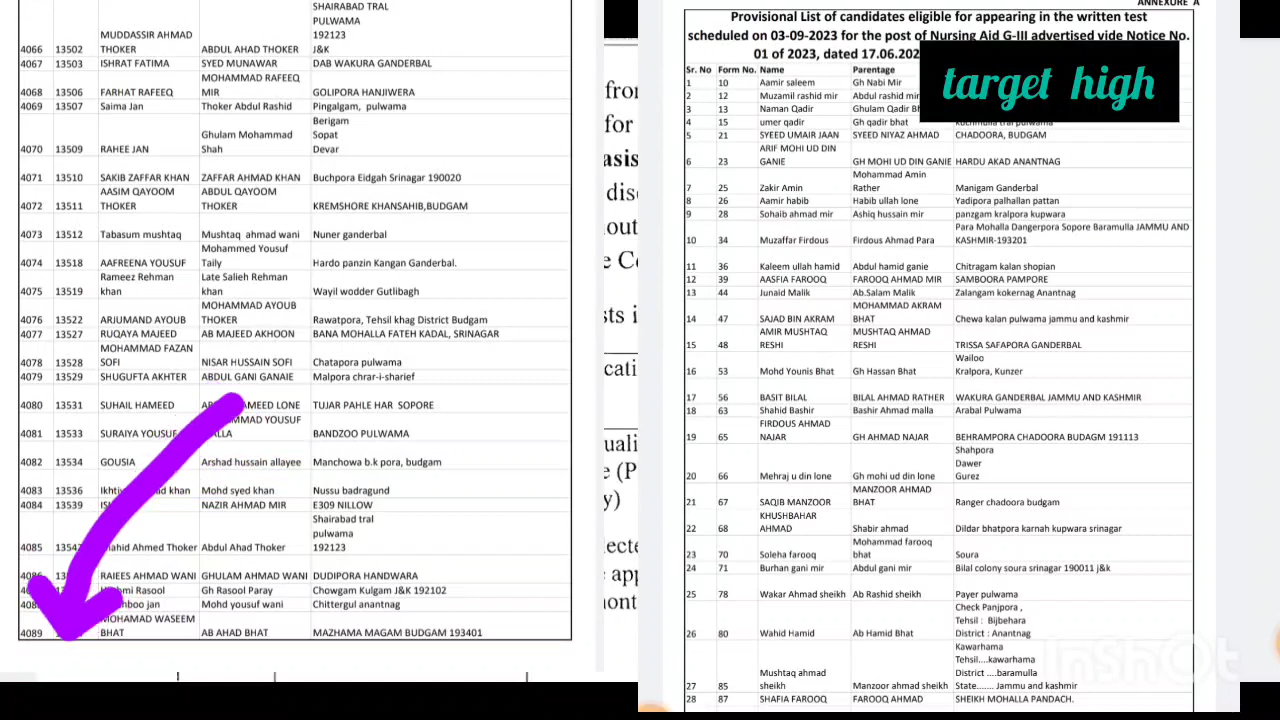 SHAIRABAD TRAL
PULWAMA
MUDDASSIR AHMAD 192123
4066 13502 THOKER ABDUL AHAD THOKER J&K
4067 13503 ISHRAT FATIMA SYED MUNAWAR DAB WAKURA GANDERBAL
MOHAMMAD RAFEEQ
4068 13506 FARHAT RAFEEQ MIR GOLIPORA HANJIWERA
4069 13507 Saima Jan Thoker Abdul Rashid Pingalgam, pulwama
Berigam
Ghulam Mohammad Sopat
4070 13509 RAHEE JAN Shah Devar
4071 13510 SAKIB ZAFFAR KHAN ZAFFAR AHMAD KHAN Buchpora Eidgah Srinagar 190020
AASIM QAYOOM ABDUL QAYOOM
4072 13511 THOKER THOKER KREMSHORE KHANSAHIB,BUDGAM
4073 13512 Tabasum mushtaq Mushtaq ahmad wani Nuner ganderbal
Mohammed Yousuf
4074 13518 AAFREENA YOUSUF Taily Hardo panzin Kangan Ganderbal.
Rameez Rehman Late Salieh Rehman
4075 13519 khan khan Wayil wodder Gutlibagh
MOHAMMAD AYOUB
4076 13522 ARJUMAND AYOUB THOKER Rawatpora, Tehsil khag District Budgam
4077 13527 RUQAYA MAJEED AB MAJEED AKHOON BANA MOHALLA FATEH KADAL, SRINAGAR
MOHAMMAD FAZAN
4078 13528 SOFI NISAR HUSSAIN SOFI Chatapora pulwama
4079 13529 SHUGUFTA AKHTER ABDUL GANI GANAIE Malpora chrar-i-sharief
4080 13531 SUHAIL HAMEED LONE TUJAR PAHLE HAR SOPORE
YOUSUF
4081 13533 SURAIYA YOUSUF BANDZOO PULWAMA
4082 13534 GOUSIA Arshad hussain allayee Manchowa b.k pora, budgam
4083 13536 khan Mohd syed khan Nussu badragund
4084 13539 NAZIR AHMAD MIR E309 NILLOW
Shairabad tral
pulwama
4085 Ahmed Thoker Abdul Ahad Thoker 192123
RAIEES AHMAD WANI GHULAM AHMAD WANI DUDIPORA HANDWARA
Rasool Gh Rasool Paray Chowgam Kulgam J&K 192102
jan Mohd yousuf wani Chittergul anantnag
MOHAMAD WASEEM
4089 BHAT AB AHAD BHAT MAZHAMA MAGAM BUDGAM 193401
for
ANNEXURE A
Provisional List of candidates eligible for appearing in the written test
scheduled on 03-09-2023 for the post of Nursing Aid G-III advertised vide Notice No.
01 of 2023, dated 17.06.202
target high
Sr. No Form No. Name Parentage
1 10 Aamir saleem Gh Nabi Mir
2 12 Muzamil rashid mir Abdul rashid mir
3 13 Naman Qadir Ghulam Qadir
4 15 umer qadir Gh qadir bhat
5 21 SYEED UMAIR JAAN SYEED NIYAZ AHMAD CHADOORA, BUDGAM
ARIF MOHI UD DIN
6 23 GANIE GH MOHI UD DIN GANIE HARDU AKAD ANANTNAG
Mohammad Amin
7 25 Zakir Amin Rather Manigam Ganderbal
8 26 Aamir habib Habib ullah lone Yadipora palhallan pattan
9 28 Sohaib ahmad mir Ashiq hussain mir panzgam kralpora kupwara
Para Mohalla Dangerpora Sopore Baramulla JAMMU AND
10 34 Muzaffar Firdous Firdous Ahmad Para KASHMIR-193201
11 36 Kaleem ullah hamid Abdul hamid ganie Chitragam kalan shopian
12 39 AASFIA FAROOQ FAROOQ AHMAD MIR SAMBOORA PAMPORE
13 44 Junaid Malik Ab.Salam Malik Zalangam kokernag Anantnag
MOHAMMAD AKRAM
14 47 SAJAD BIN AKRAM BHAT Chewa kalan pulwama jammu and kashmir
AMIR MUSHTAQ MUSHTAQ AHMAD
15 48 RESHI RESHI TRISSA SAFAPORA GANDERBAL
Wailoo
16 53 Mohd Younis Bhat Gh Hassan Bhat Kralpora, Kunzer
17 56 BASIT BILAL BILAL AHMAD RATHER WAKURA GANDERBAL JAMMU AND KASHMIR
18 63 Shahid Bashir Bashir Ahmad malla Arabal Pulwama
FIRDOUS AHMAD
19 65 NAJAR GH AHMAD NAJAR BEHRAMPORA CHADOORA BUDAGM 191113
Shahpora
Dawer
20 66 Mehraj u din lone Gh mohi ud din lone Gurez
MANZOOR AHMAD
21 67 SAQIB MANZOOR BHAT Ranger chadoora budgam
KHUSHBAHAR
22 68 AHMAD Shabir ahmad Dildar bhatpora karnah kupwara srinagar
Mohammad farooq
23 70 Soleha farooq bhat Soura
24 71 Burhan gani mir Abdul gani mir Bilal colony soura srinagar 190011 j&k
25 78 Wakar Ahmad sheikh Ab Rashid sheikh Payer pulwama
Check Panjpora ,
Tehsil : Bijbehara
26 80 Wahid Hamid Ab Hamid Bhat District : Anantnag
Kawarhama
Tehsil....kawarhama
Mushtaq ahmad District ....baramulla
27 85 sheikh Manzoor ahmad sheikh State....... Jammu and kashmir
28 87 SHAFIA FAROOQ FAROOQ AHMAD SHEIKH MOHALLA PANDACH.
InShOt